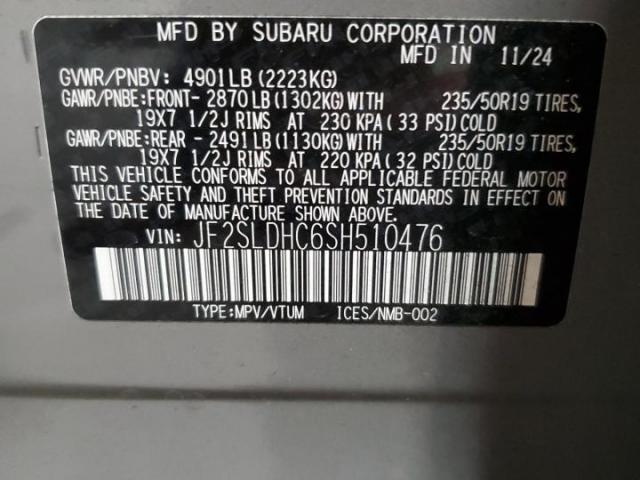 MFD BY SUBARU CORPORATION
MFD IN 11/24
GVWR/PNBV: 4901LB (2223KG)
GAWR/PNBE:FRONT- 2870LB (1302KG) WITH 235/50R19 TIRES,
19X7 1/2J RIMS AT 230 KPA (33 PSI) COLD
GAWR/PNBE:REAR - 2491LB (1130KG) WITH 235/50R19 TIRES,
19X7 1/2J RIMS AT 220 KPA (32 PSI) COLD
THIS VEHICLE CONFORMS TO ALL APPLICABLE FEDERAL MOTOR
VEHICLE SAFETY AND THEFT PREVENTION STANDARDS IN EFFECT ON
THE DATE OF MANUFACTURE SHOWN ABOVE.
VIN: JF2SLDHC6SH510476
TYPE:MPV/VTUM ICES/NMB-002